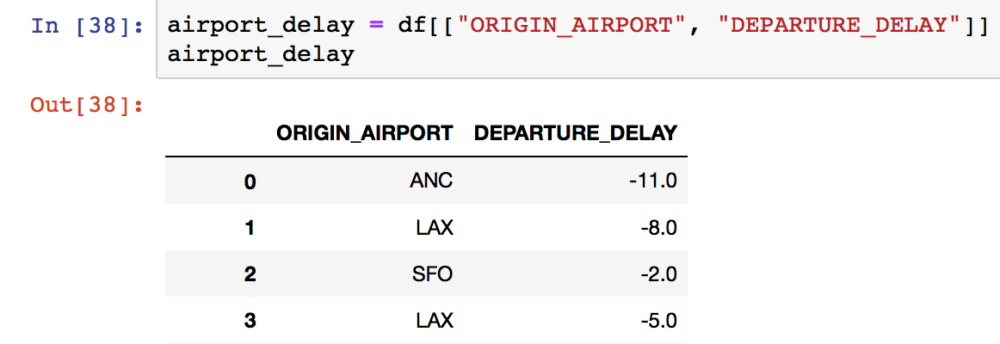 In [38]: airport_delay = df[["ORIGIN_AIRPORT", "DEPARTURE_DELAY"]]
airport_delay
Out[38]:
ORIGIN_AIRPORT DEPARTURE_DELAY
0 ANC -11.0
1 LAX -8.0
2 SFO -2.0
3 LAX -5.0